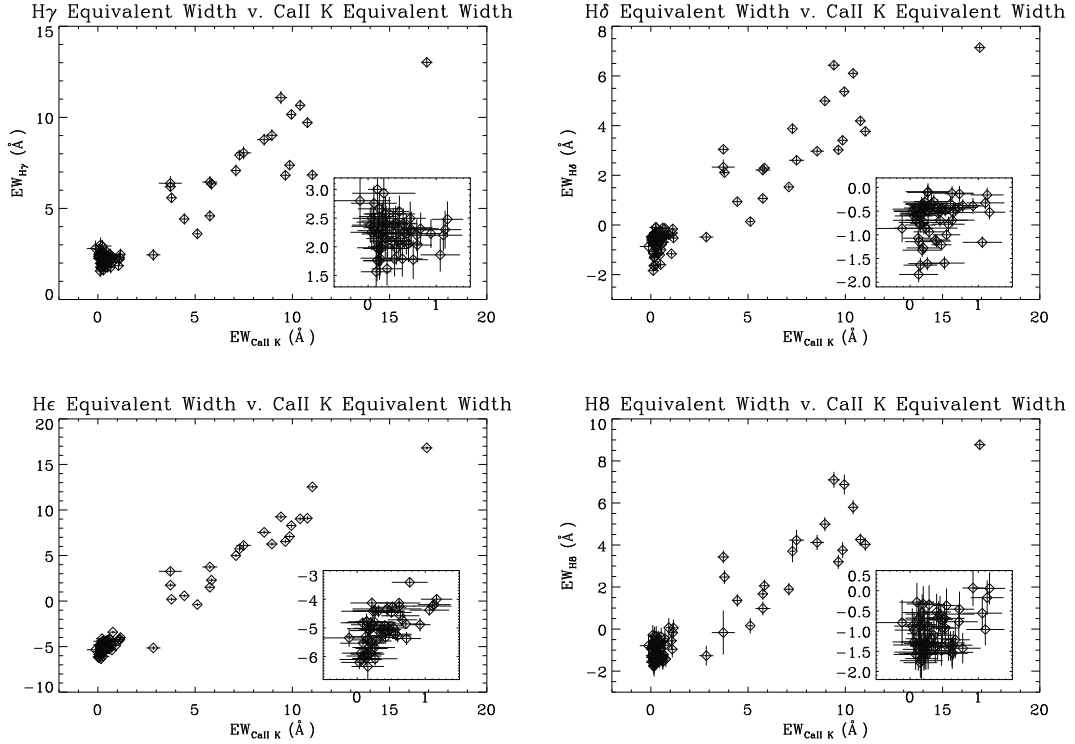 Hγ Equivalent Width v. CaII K Equivalent Width
15
10
5
0
EW_Hγ (Å)
3.0
2.5
2.0
1.5
0 1
0 5 10 15 20
EW_CaII K (Å)
Hδ Equivalent Width v. CaII K Equivalent Width
8
6
4
2
0
−2
EW_Hδ (Å)
0.0
−0.5
−1.0
−1.5
−2.0
0 1
0 5 10 15 20
EW_CaII K (Å)
Hϵ Equivalent Width v. CaII K Equivalent Width
20
15
10
5
0
−5
−10
EW_Hϵ (Å)
−3
−4
−5
−6
0 1
0 5 10 15 20
EW_CaII K (Å)
H8 Equivalent Width v. CaII K Equivalent Width
10
8
6
4
2
0
−2
EW_H8 (Å)
0.5
0.0
−0.5
−1.0
−1.5
−2.0
0 1
0 5 10 15 20
EW_CaII K (Å)